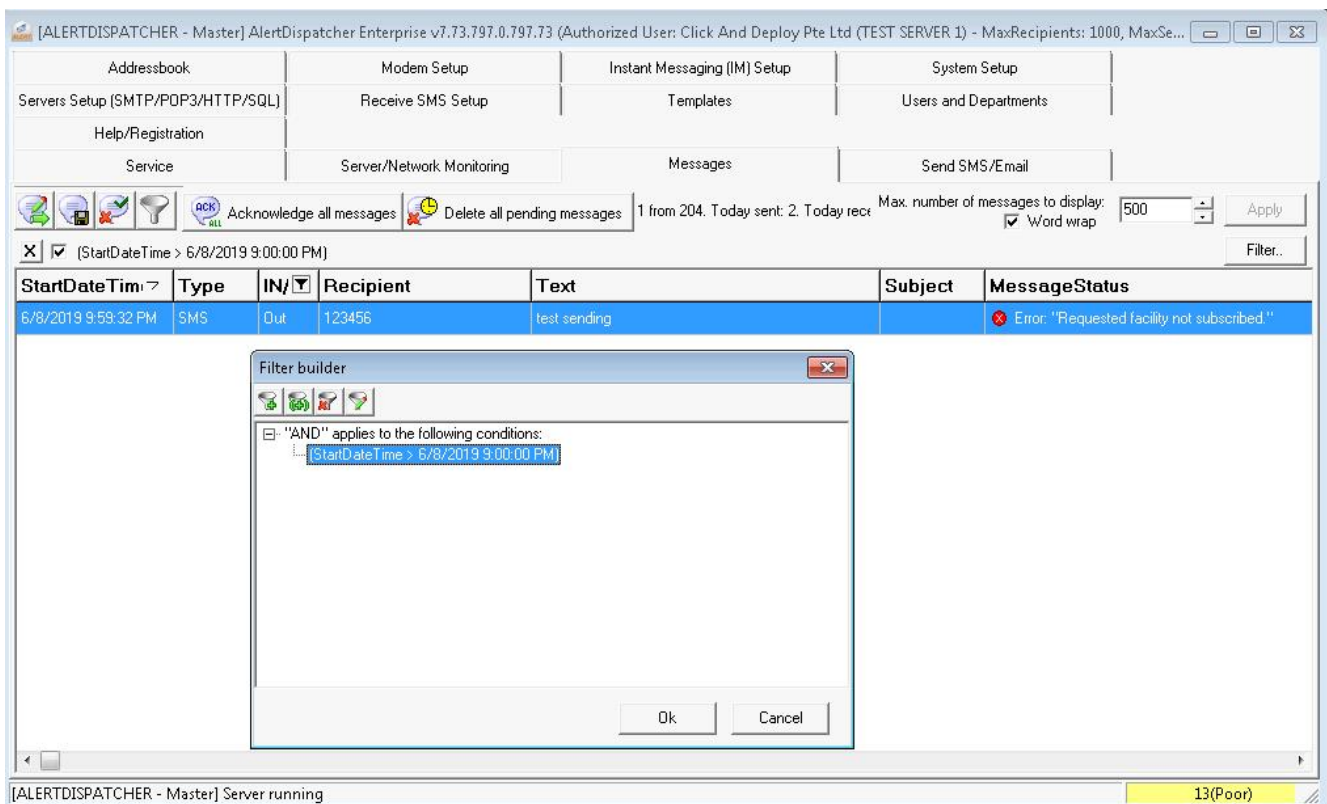 [ALERTDISPATCHER - Master] AlertDispatcher Enterprise v7.73.797.0.797.73 (Authorized User: Click And Deploy Pte Ltd (TEST SERVER 1) - MaxRecipients: 1000, MaxSe...
Addressbook Modem Setup Instant Messaging (IM) Setup System Setup
Servers Setup (SMTP/POP3/HTTP/SQL) Receive SMS Setup Templates Users and Departments
Help/Registration
Service Server/Network Monitoring Messages Send SMS/Email
ACK ALL Acknowledge all messages Delete all pending messages 1 from 204. Today sent: 2. Today rece Max. number of messages to display: 500 Apply
Word wrap
X (StartDateTime > 6/8/2019 9:00:00 PM) Filter..
StartDateTim Type IN/ Recipient Text Subject MessageStatus
6/8/2019 9:59:32 PM SMS Out 123456 test sending Error: "Requested facility not subscribed."
Filter builder
"AND" applies to the following conditions:
(StartDateTime > 6/8/2019 9:00:00 PM)
Ok Cancel
[ALERTDISPATCHER - Master] Server running 13(Poor)